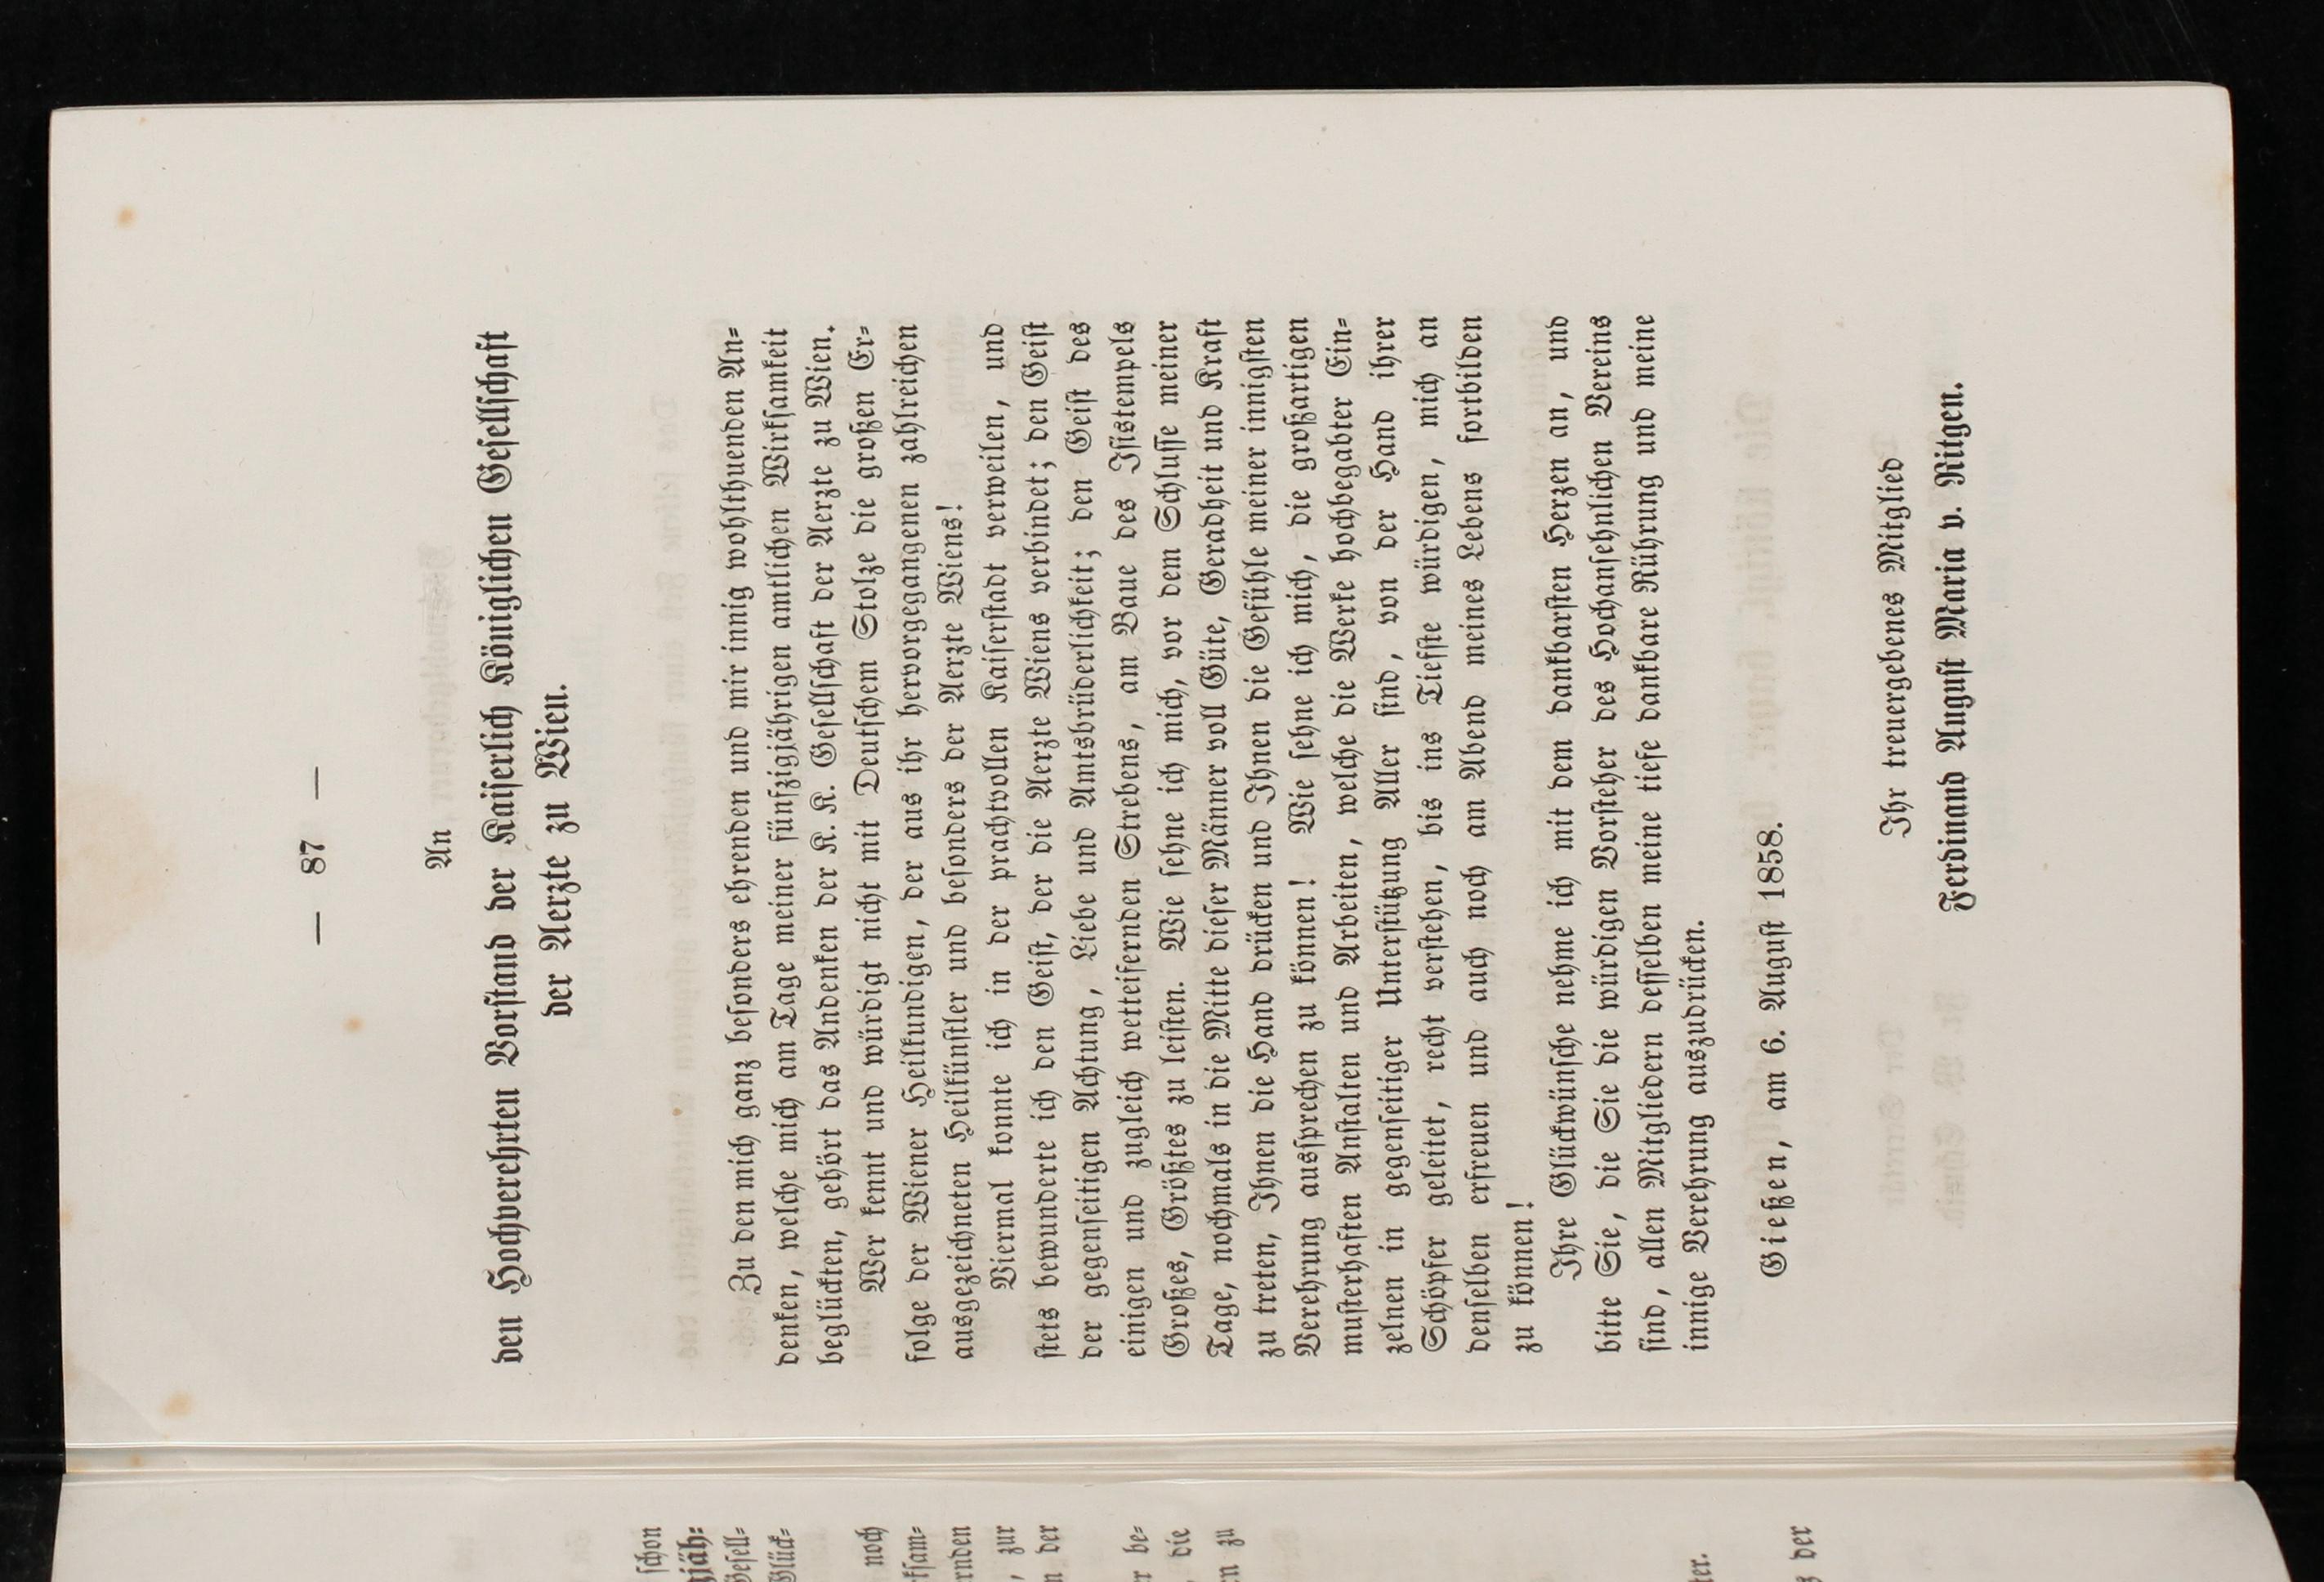 — 87 —
An
den Hochverehrten Vorstand der Kaiserlich Königlichen Gesellschaft
der Aerzte zu Wien.
Zu den mich ganz besonders ehrenden und mir innig wohlthuenden An-
denken, welche mich am Tage meiner fünfzigjährigen amtlichen Wirksamkeit
beglückten, gehört das Andenken der K. K. Gesellschaft der Aerzte zu Wien.
Wer kennt und würdigt nicht mit Deutschem Stolze die großen Er-
folge der Wiener Heilkundigen, der aus ihr hervorgegangenen zahlreichen
ausgezeichneten Heilkünstler und besonders der Aerzte Wiens!
Viermal konnte ich in der prachtvollen Kaiserstadt verweilen, und
stets bewunderte ich den Geist, der die Aerzte Wiens verbindet; den Geist
der gegenseitigen Achtung, Liebe und Amtsbrüderlichkeit; den Geist des
einigen und zugleich wetteifernden Strebens, am Baue des Isistempels
Großes, Größtes zu leisten. Wie sehne ich mich, vor dem Schlusse meiner
Tage, nochmals in die Mitte dieser Männer voll Güte, Geradheit und Kraft
zu treten, Ihnen die Hand drücken und Ihnen die Gefühle meiner innigsten
Verehrung aussprechen zu können! Wie sehne ich mich, die großartigen
musterhaften Anstalten und Arbeiten, welche die Werke hochbegabter Ein-
zelnen in gegenseitiger Unterstützung Aller sind, von der Hand ihrer
Schöpfer geleitet, recht verstehen, bis ins Tiefste würdigen, mich an
denselben erfreuen und auch noch am Abend meines Lebens fortbilden
zu können!
Ihre Glückwünsche nehme ich mit dem dankbarsten Herzen an, und
bitte Sie, die Sie die würdigen Vorsteher des Hochansehnlichen Vereins
sind, allen Mitgliedern desselben meine tiefe dankbare Rührung und meine
innige Verehrung auszudrücken.
Gießen, am 6. August 1858.
Ihr treuergebenes Mitglied
Ferdinand August Maria v. Ritgen.
schon
noch
zur
der
be-
die
zu
der